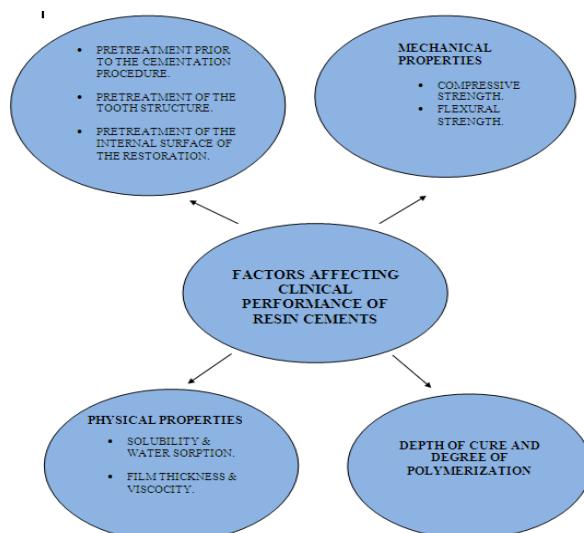 • PRETREATMENT PRIOR
TO THE CEMENTATION
PROCEDURE.
• PRETREATMENT OF THE
TOOTH STRUCTURE.
• PRETREATMENT OF THE
INTERNAL SURFACE OF
THE RESTORATION.
MECHANICAL
PROPERTIES
• COMPRESSIVE
STRENGTH.
• FLEXURAL
STRENGTH.
FACTORS AFFECTING
CLINICAL
PERFORMANCE OF
RESIN CEMENTS
PHYSICAL PROPERTIES
• SOLUBILITY &
WATER SORPTION.
• FILM THICKNESS &
VISCOCITY.
DEPTH OF CURE AND
DEGREE OF
POLYMERIZATION